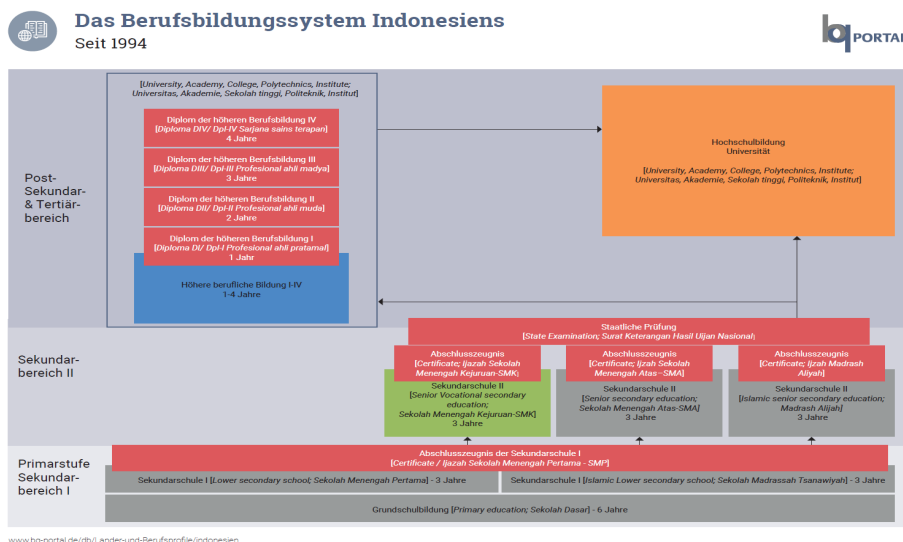 Das Berufsbildungssystem Indonesiens
Seit 1994
bq PORTAL
[University, Academy, College, Polytechnics, Institute;
Universitas, Akademie, Sekolah tinggi, Politeknik, Institut]
Diplom der höheren Berufsbildung IV
[Diploma DIV/ Dpl-IV Sarjana sains terapan]
4 Jahre
Diplom der höheren Berufsbildung III
[Diploma DIII/ Dpl-III Profesional ahli madya]
3 Jahre
Diplom der höheren Berufsbildung II
[Diploma DII/ Dpl-II Profesional ahli muda]
2 Jahre
Diplom der höheren Berufsbildung I
[Diploma DI/ Dpl-I Profesional ahli pratamal]
1 Jahr
Höhere berufliche Bildung I-IV
1-4 Jahre
Hochschulbildung
Universität
[University, Academy, College, Polytechnics, Institute;
Universitas, Akademie, Sekolah tinggi, Politeknik, Institut]
Post-
Sekundar-
& Tertiär-
bereich
Staatliche Prüfung
[State Examination; Surat Keterangan Hasil Uijan Nasional]
Sekundar-
bereich II
Abschlusszeugnis
[Certificate; Ijazah Sekolah
Menengah Kejuruan-SMK]
Sekundarschule II
[Senior Vocational secondary
education;
Sekolah Menengah Kejuruan-SMK]
3 Jahre
Abschlusszeugnis
[Certificate; Ijzah Sekolah
Menengah Atas–SMA]
Sekundarschule II
[Senior secondary education;
Sekolah Menengah Atas-SMA]
3 Jahre
Abschlusszeugnis
[Certificate; Ijzah Madrash
Aliyah]
Sekundarschule II
[Islamic senior secondary education;
Madrash Alijah]
3 Jahre
Primarstufe
Sekundar-
bereich I
Abschlusszeugnis der Sekundarschule I
[Certificate / Ijazah Sekolah Menengah Pertama - SMP]
Sekundarschule I [Lower secondary school; Sekolah Menengah Pertama] - 3 Jahre
Sekundarschule I [Islamic Lower secondary school; Sekolah Madrassah Tsanawiyah] - 3 Jahre
Grundschulbildung [Primary education; Sekolah Dasar] - 6 Jahre
www.bq-portal.de/db/Lander-und-Berufsprofile/indonesien